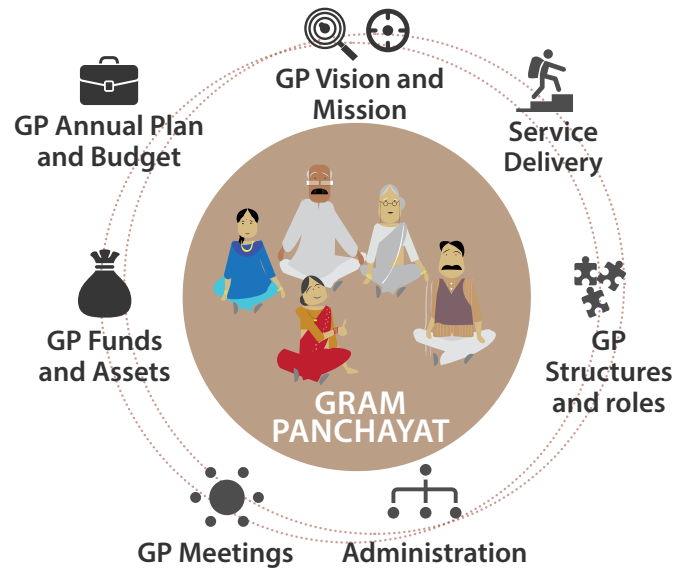 GP Vision and
Mission
Service
Delivery
GP
Structures
and roles
Administration
GP Meetings
GP Funds
and Assets
GP Annual Plan
and Budget
GRAM
PANCHAYAT